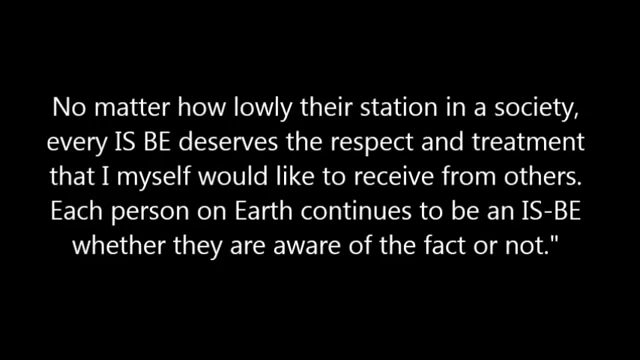 No matter how lowly their station in a society,
every IS BE deserves the respect and treatment
that I myself would like to receive from others.
Each person on Earth continues to be an IS-BE
whether they are aware of the fact or not."